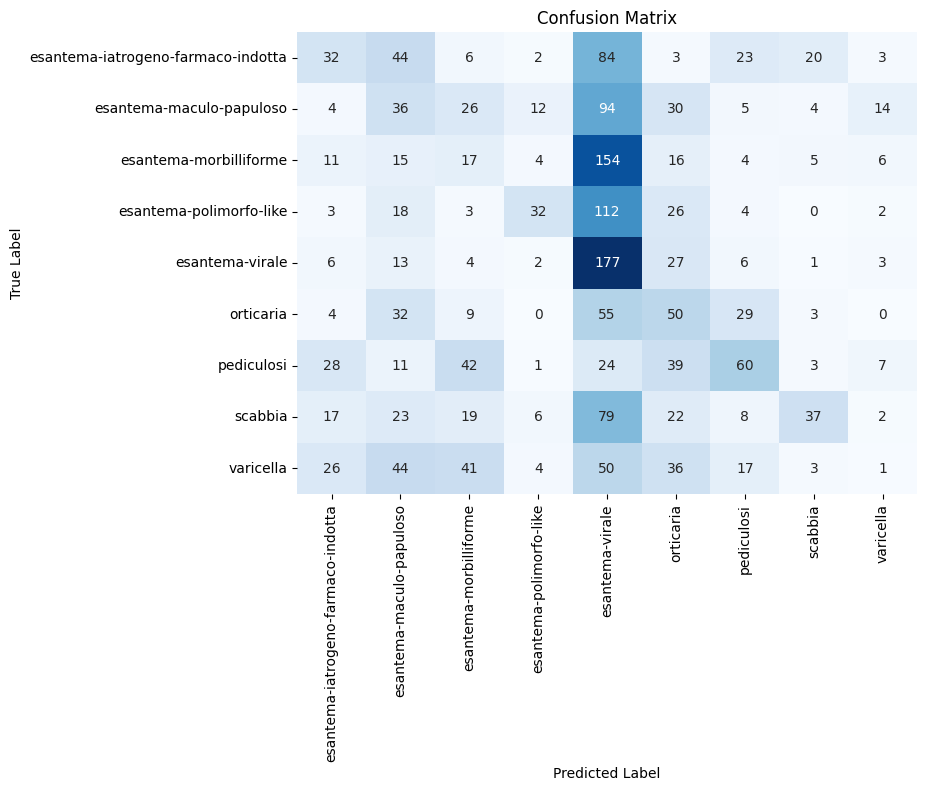 Confusion Matrix
True Label
esantema-iatrogeno-farmaco-indotta 32 44 6 2 84 3 23 20 3
esantema-maculo-papuloso 4 36 26 12 94 30 5 4 14
esantema-morbilliforme 11 15 17 4 154 16 4 5 6
esantema-polimorfo-like 3 18 3 32 112 26 4 0 2
esantema-virale 6 13 4 2 177 27 6 1 3
orticaria 4 32 9 0 55 50 29 3 0
pediculosi 28 11 42 1 24 39 60 3 7
scabbia 17 23 19 6 79 22 8 37 2
varicella 26 44 41 4 50 36 17 3 1
esantema-iatrogeno-farmaco-indotta
esantema-maculo-papuloso
esantema-morbilliforme
esantema-polimorfo-like
esantema-virale
orticaria
pediculosi
scabbia
varicella
Predicted Label